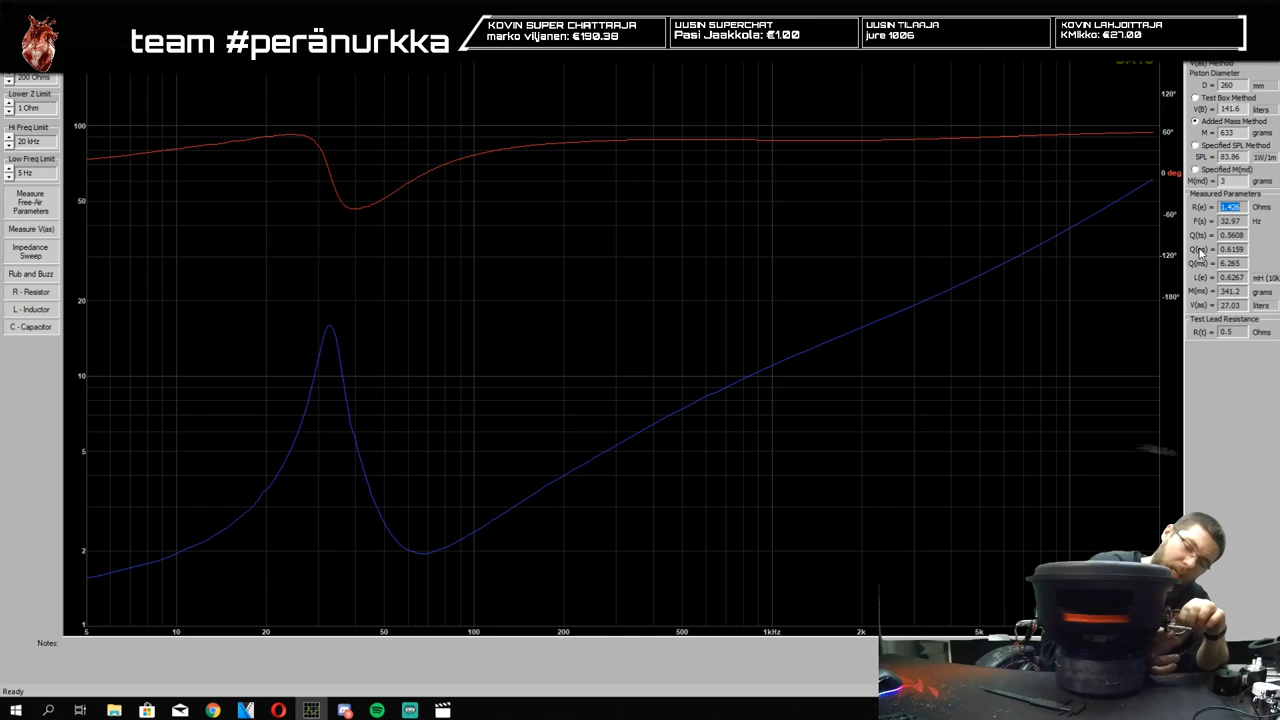 team #peränurkka
KOVIN SUPER CHATTAAJA
marko viljanen: €190.38
UUSIN SUPERCHAT
Pasi Jaakkola: €1.00
UUSIN TILAAJA
jure 1006
KOVIN LAHJOITTAJA
KMikko: €27.00
200 Ohms
Lower Z Limit
1 Ohm
Hi Freq Limit
20 kHz
Low Freq Limit
5 Hz
Measure
Free-Air
Parameters
Measure V(as)
Impedance
Sweep
Rub and Buzz
R - Resistor
L - Inductor
C - Capacitor
100
50
20
10
5
2
1
5 10 20 50 100 200 500 1kHz 2k 5k
120°
60°
0 deg
-60°
-120°
-180°
V(as) Method
Piston Diameter
D = 260 mm
Test Box Method
V(B) = 141.6 liters
Added Mass Method
M = 633 grams
Specified SPL Method
SPL = 83.86 1W/1m
Specified M(md)
M(md) = 3 grams
Measured Parameters
R(e) = 1.426 Ohms
F(s) = 32.97 Hz
Q(ts) = 0.5608
Q(es) = 0.6159
Q(ms) = 6.265
L(e) = 0.6267 mH (10k
M(ms) = 341.2 grams
V(as) = 27.03 liters
Test Lead Resistance
R(t) = 0.5 Ohms
Notes:
Ready